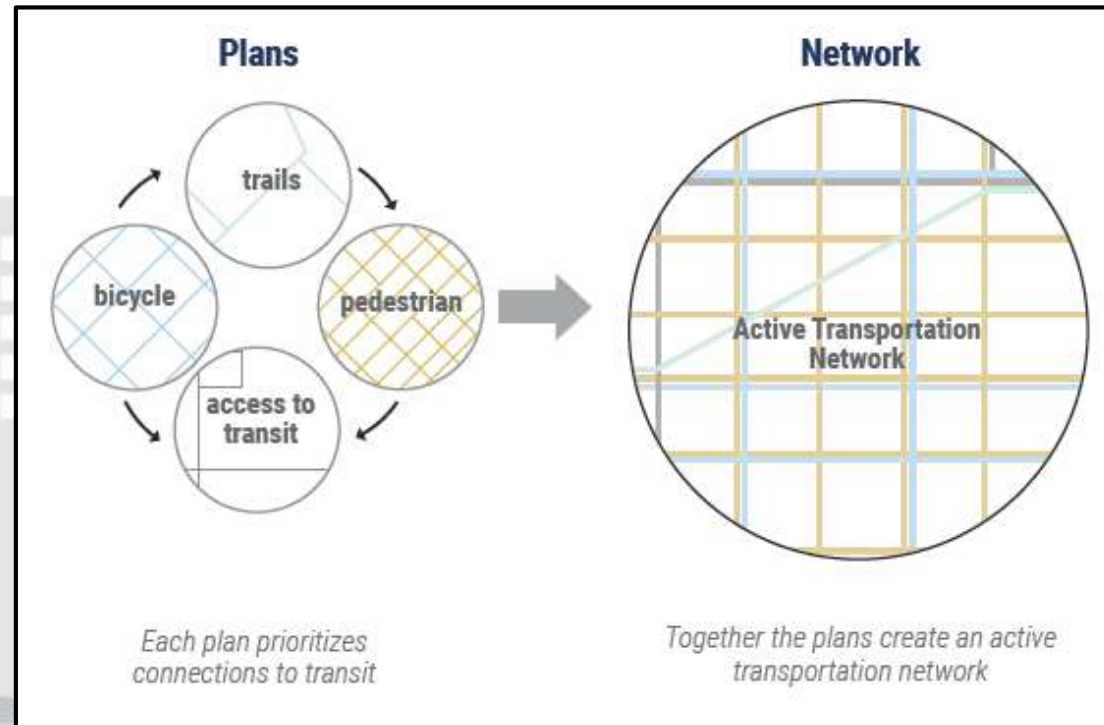 Plans
trails
bicycle
pedestrian
access to
transit
Each plan prioritizes
connections to transit
Network
Active Transportation
Network
Together the plans create an active
transportation network